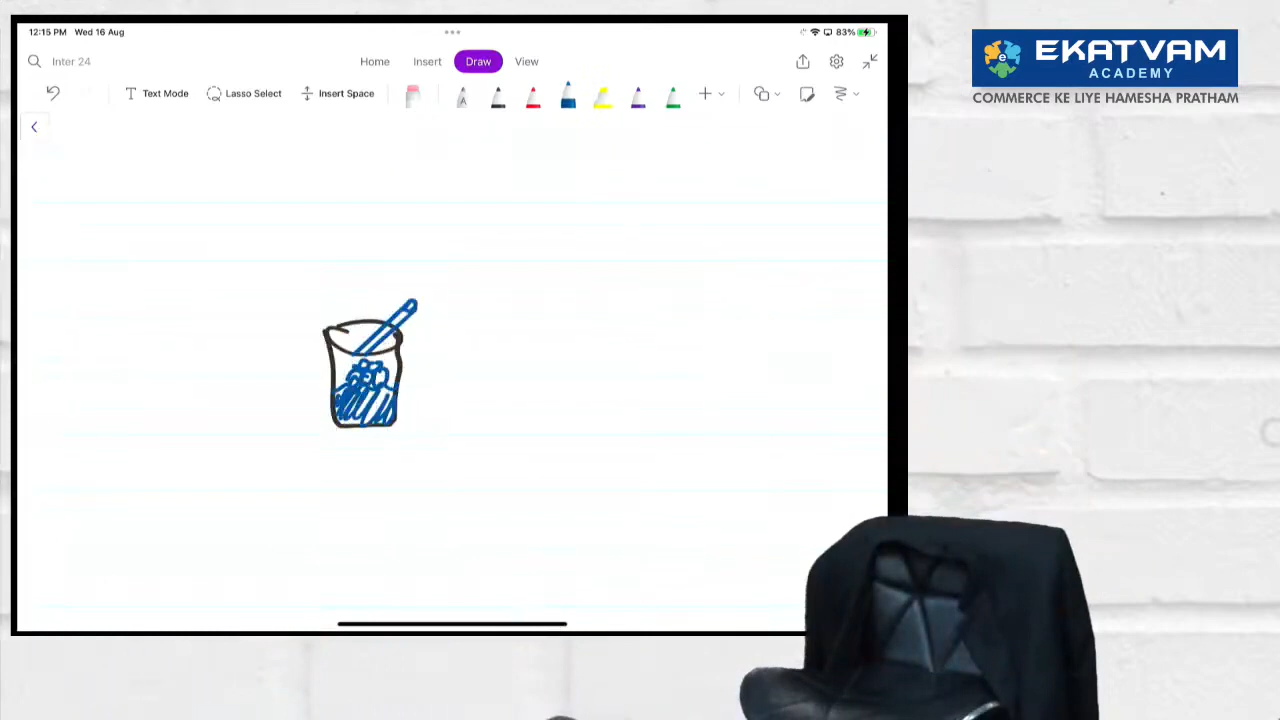 12:15 PM Wed 16 Aug
83%
Inter 24
Home Insert Draw View
Text Mode Lasso Select Insert Space
A
EKATVAM
ACADEMY
COMMERCE KE LIYE HAMESHA PRATHAM